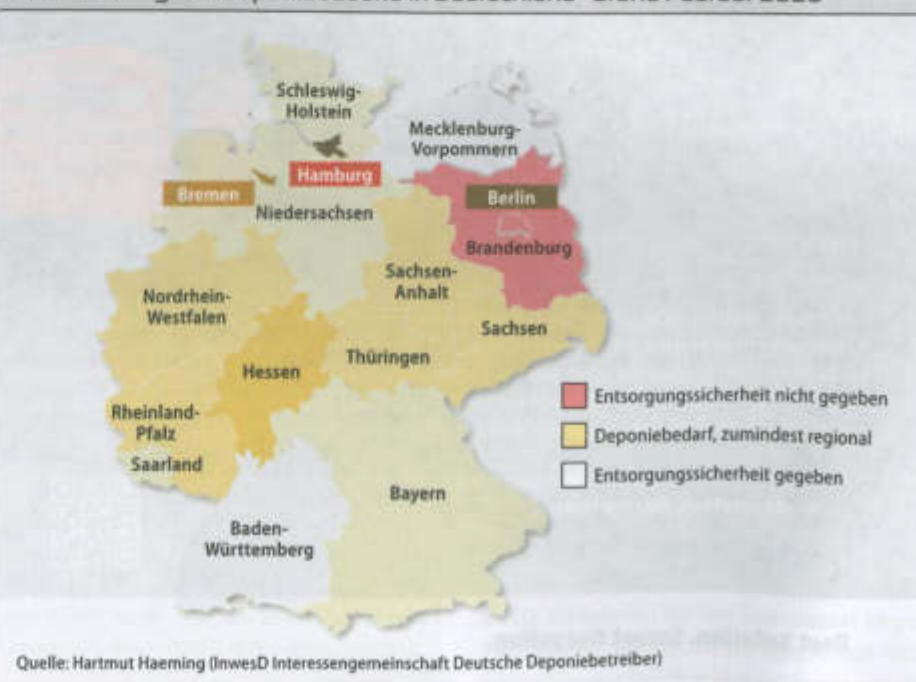 Schleswig-
Holstein
Mecklenburg-
Vorpommern
Hamburg
Bremen
Berlin
Niedersachsen
Brandenburg
Sachsen-
Anhalt
Nordrhein-
Westfalen
Sachsen
Thüringen
Hessen
Entsorgungssicherheit nicht gegeben
Rheinland-
Pfalz
Deponiebedarf, zumindest regional
Saarland
Entsorgungssicherheit gegeben
Bayern
Baden-
Württemberg
Quelle: Hartmut Haeming (InwesD Interessengemeinschaft Deutsche Deponiebetreiber)